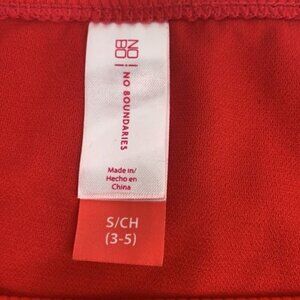 NO
BO
NO BOUNDARIES
Made in/
Hecho en
China
S/CH
(3-5)